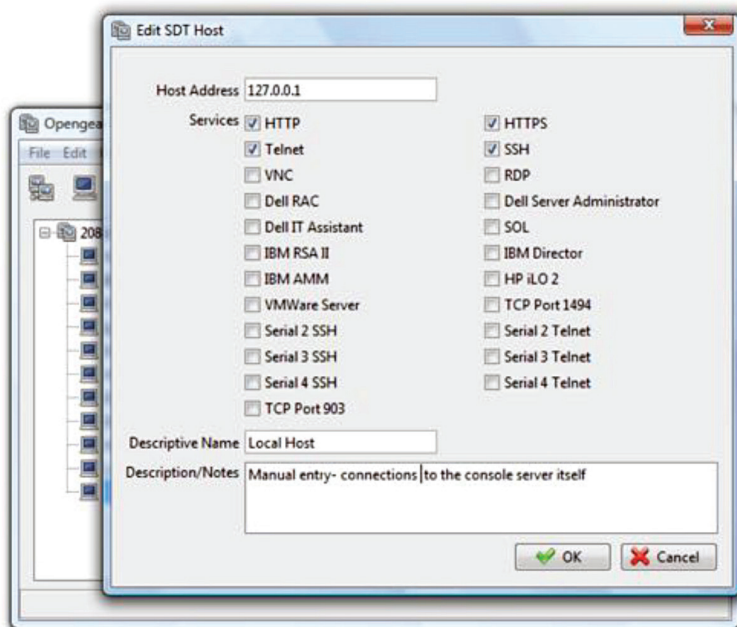 Edit SDT Host
Host Address 127.0.0.1
Services HTTP HTTPS
Telnet SSH
VNC RDP
Dell RAC Dell Server Administrator
Dell IT Assistant SOL
IBM RSA II IBM Director
IBM AMM HP iLO 2
VMWare Server TCP Port 1494
Serial 2 SSH Serial 2 Telnet
Serial 3 SSH Serial 3 Telnet
Serial 4 SSH Serial 4 Telnet
TCP Port 903
Descriptive Name Local Host
Description/Notes Manual entry- connections to the console server itself
OK Cancel
Opengea
File Edit
208